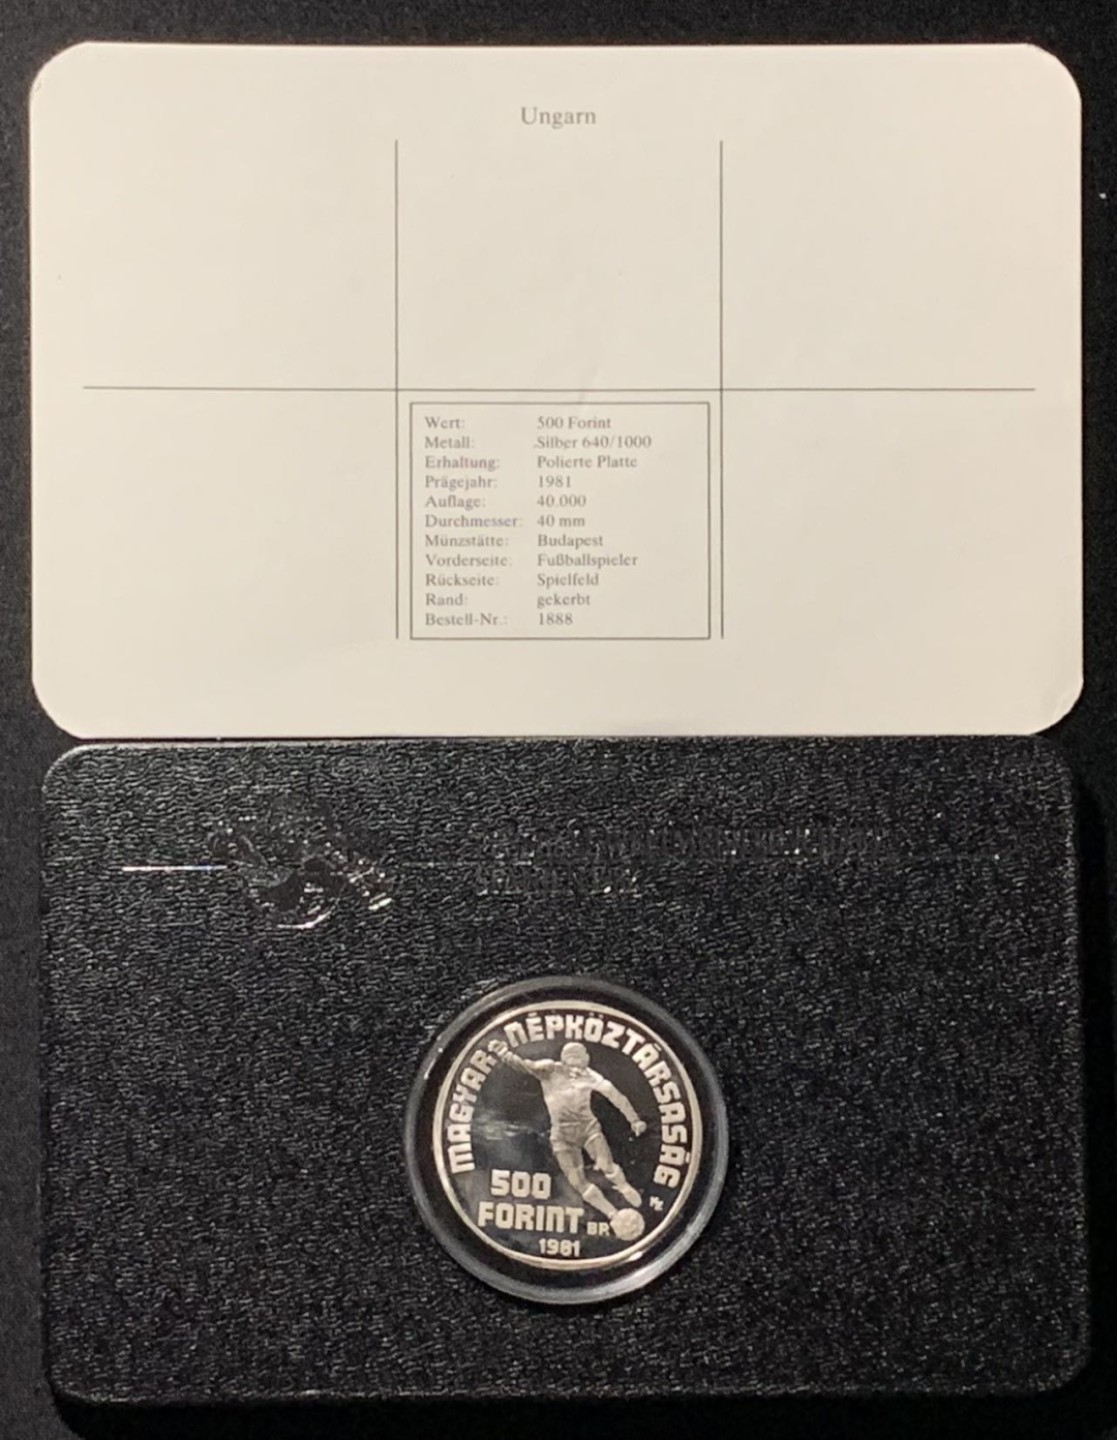 Ungarn
Wert: 500 Forint
Metall: Silber 640/1000
Erhaltung: Polierte Platte
Prägejahr: 1981
Auflage: 40.000
Durchmesser: 40 mm
Münzstätte: Budapest
Vorderseite: Fußballspieler
Rückseite: Spielfeld
Rand: gekerbt
Bestell-Nr.: 1888
MAGYAR NÉPKÖZTÁRSASÁG
500
FORINT BP.
1981